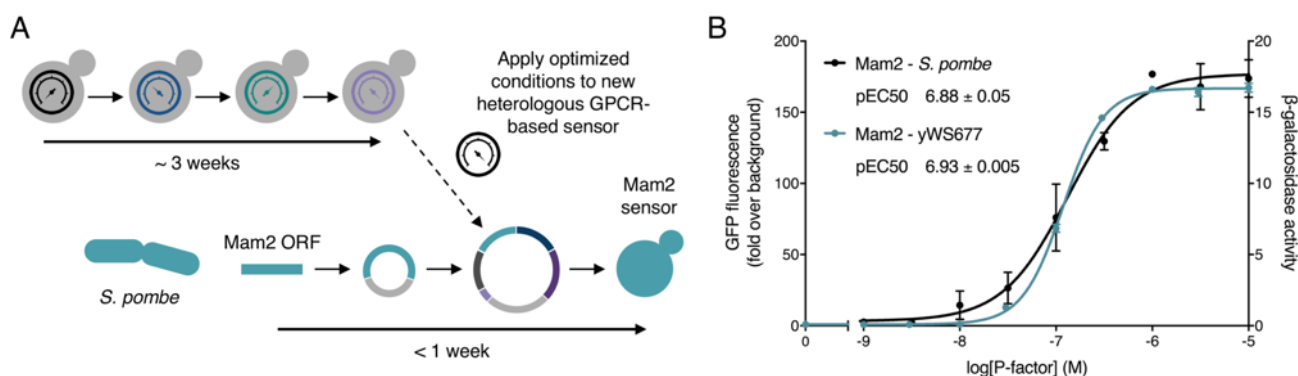 A
Apply optimized
conditions to new
heterologous GPCR-
based sensor
~ 3 weeks
Mam2
sensor
Mam2 ORF
S. pombe
< 1 week
B
GFP fluorescence
(fold over background)
200
150
100
50
0
Mam2 - S. pombe
pEC50 6.88 ± 0.05
Mam2 - yWS677
pEC50 6.93 ± 0.005
20
15
10
5
0
β-galactosidase activity
0 -9 -8 -7 -6 -5
log[P-factor] (M)